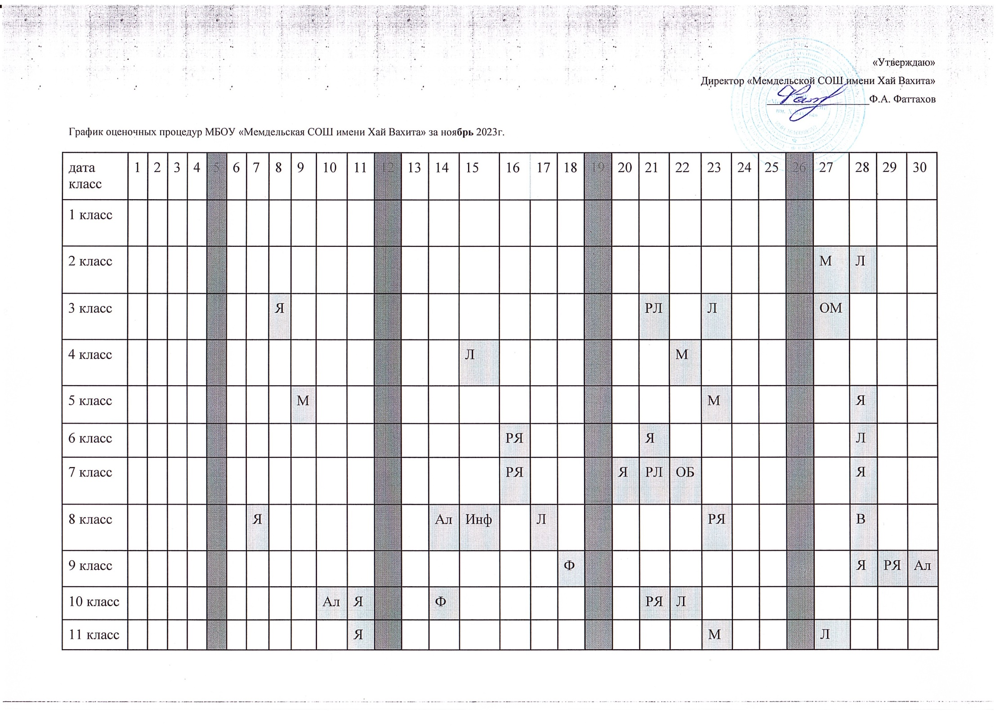 «Утверждаю»
Директор «Мемдельской СОШ имени Хай Вахита»
Ф.А. Фаттахов
График оценочных процедур МБОУ «Мемдельская СОШ имени Хай Вахита» за ноябрь 2023г.
дата 1 2 3 4 5 6 7 8 9 10 11 12 13 14 15 16 17 18 19 20 21 22 23 24 25 26 27 28 29 30
класс
1 класс
2 класс М Л
3 класс Я РЛ Л ОМ
4 класс Л М
5 класс М М Я
6 класс РЯ Я Л
7 класс РЯ Я РЛ ОБ Я
8 класс Я Ал Инф Л РЯ В
9 класс Ф Я РЯ Ал
10 класс Ал Я Ф РЯ Л
11 класс Я М Л